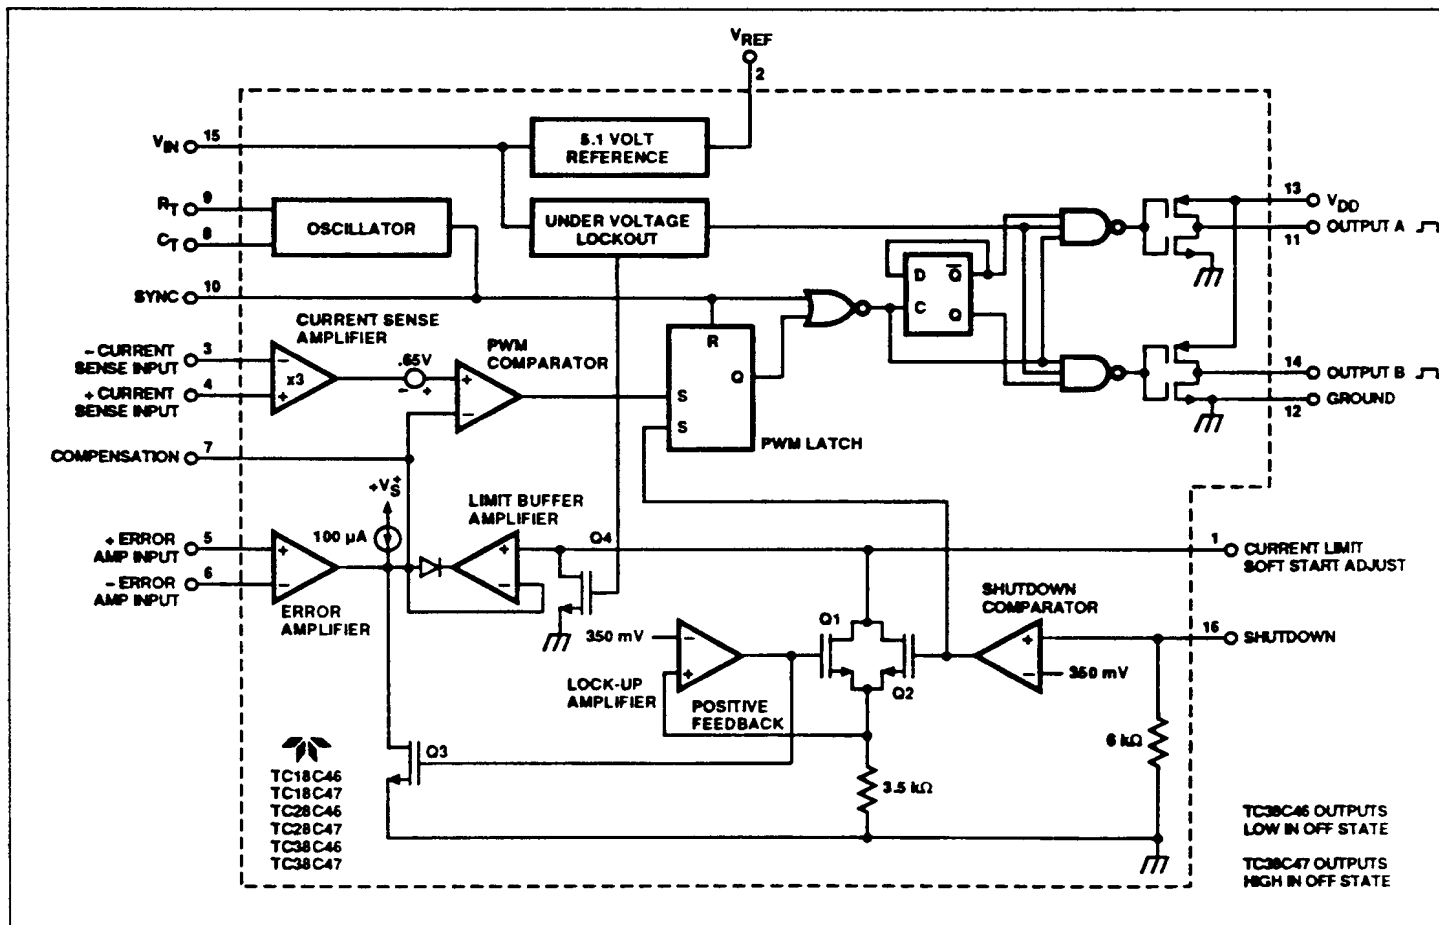 VREF
2
VIN 15
5.1 VOLT
REFERENCE
RT 9
CT 8
OSCILLATOR
UNDER VOLTAGE
LOCKOUT
13 VDD
OUTPUT A
11
SYNC 10
D Q
C Q
CURRENT SENSE
AMPLIFIER
– CURRENT
SENSE INPUT
3
4
+ CURRENT
SENSE INPUT
–
x3
+
.65V
– +
PWM
COMPARATOR
+
–
R
Q
S
S
PWM LATCH
14 OUTPUT B
GROUND
12
COMPENSATION 7
+VS+
100 µA
LIMIT BUFFER
AMPLIFIER
+
–
Q4
+ ERROR
AMP INPUT
5
6
– ERROR
AMP INPUT
+
–
ERROR
AMPLIFIER
1 CURRENT LIMIT
SOFT START ADJUST
SHUTDOWN
COMPARATOR
16 SHUTDOWN
+
– 350 mV
350 mV –
+
LOCK-UP
AMPLIFIER
POSITIVE
FEEDBACK
Q1
Q2
Q3
3.5 kΩ
6 kΩ
TC18C46
TC18C47
TC28C46
TC28C47
TC38C46
TC38C47
TC38C46 OUTPUTS
LOW IN OFF STATE
TC38C47 OUTPUTS
HIGH IN OFF STATE